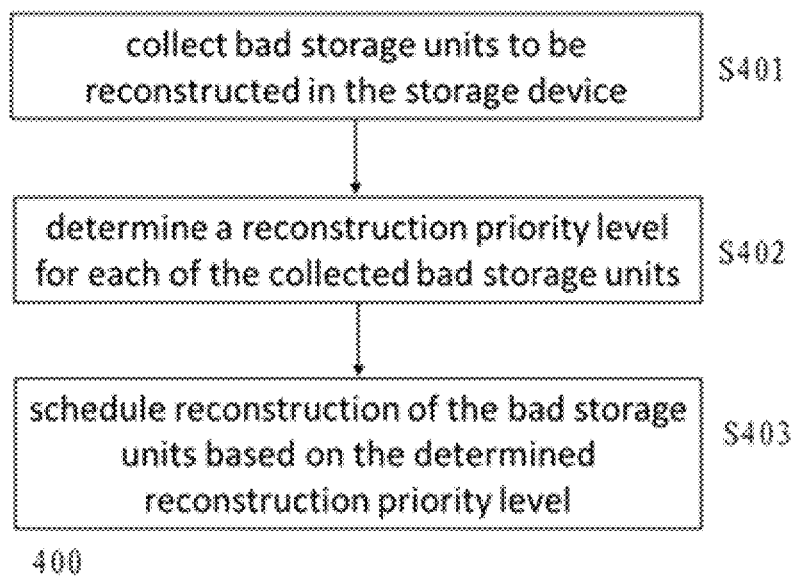 collect bad storage units to be
reconstructed in the storage device
S401
determine a reconstruction priority level
for each of the collected bad storage units
S402
schedule reconstruction of the bad storage
units based on the determined
reconstruction priority level
S403
400